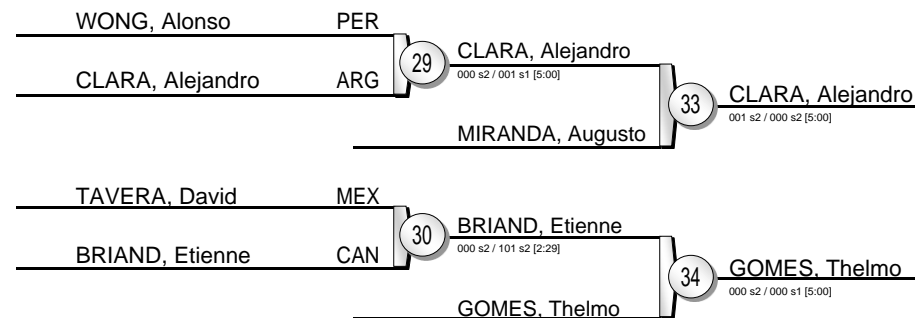 WONG, Alonso PER
CLARA, Alejandro ARG
29
CLARA, Alejandro
000 s2 / 001 s1 [5:00]
MIRANDA, Augusto
33
CLARA, Alejandro
001 s2 / 000 s2 [5:00]
TAVERA, David MEX
BRIAND, Etienne CAN
30
BRIAND, Etienne
000 s2 / 101 s2 [2:29]
GOMES, Thelmo
34
GOMES, Thelmo
000 s2 / 000 s1 [5:00]